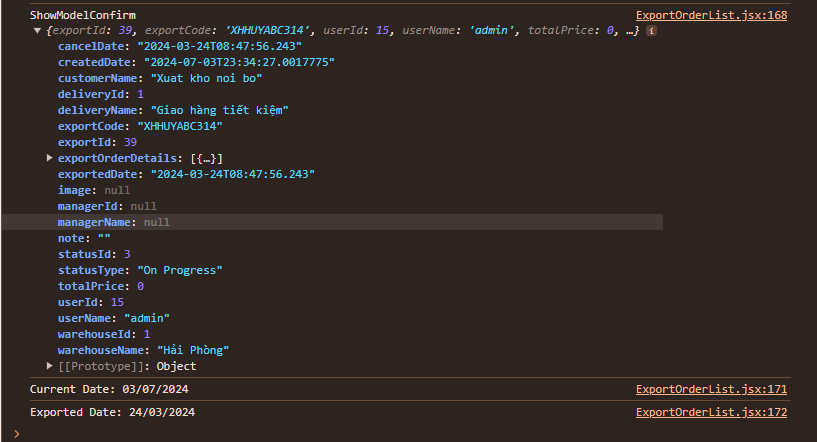 ShowModelConfirm ExportOrderList.jsx:168
▼ {exportId: 39, exportCode: 'XHHUYABC314', userId: 15, userName: 'admin', totalPrice: 0, …} i
cancelDate: "2024-03-24T08:47:56.243"
createdDate: "2024-07-03T23:34:27.0017775"
customerName: "Xuat kho noi bo"
deliveryId: 1
deliveryName: "Giao hàng tiết kiệm"
exportCode: "XHHUYABC314"
exportId: 39
▶ exportOrderDetails: [{…}]
exportedDate: "2024-03-24T08:47:56.243"
image: null
managerId: null
managerName: null
note: ""
statusId: 3
statusType: "On Progress"
totalPrice: 0
userId: 15
userName: "admin"
warehouseId: 1
warehouseName: "Hải Phòng"
▶ [[Prototype]]: Object
Current Date: 03/07/2024 ExportOrderList.jsx:171
Exported Date: 24/03/2024 ExportOrderList.jsx:172
>